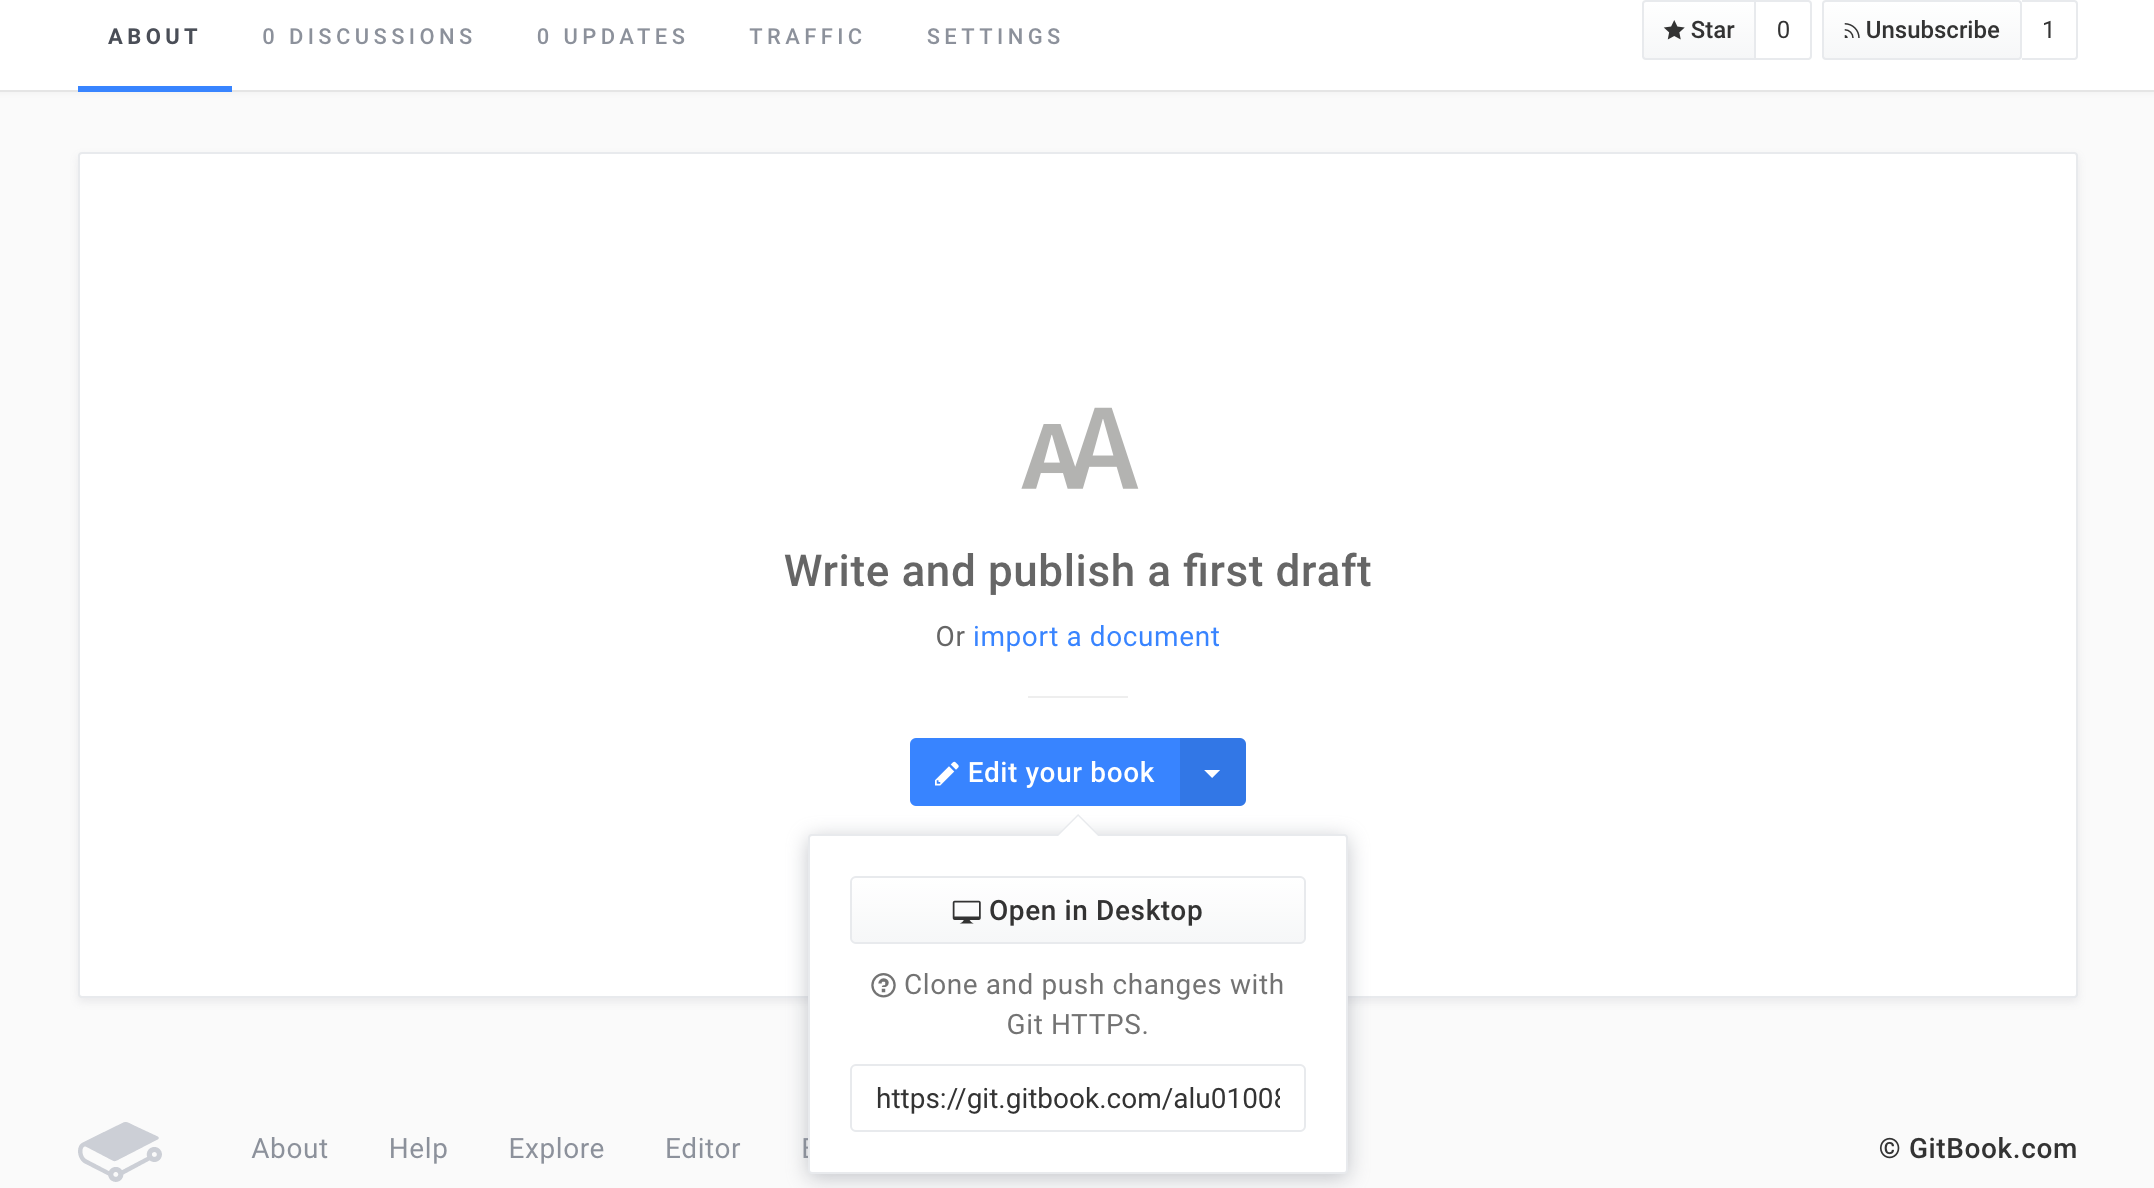 ABOUT 0 DISCUSSIONS 0 UPDATES TRAFFIC SETTINGS Star 0 Unsubscribe 1
AA
Write and publish a first draft
Or import a document
Edit your book
Open in Desktop
Clone and push changes with
Git HTTPS.
https://git.gitbook.com/alu0100
About Help Explore Editor © GitBook.com